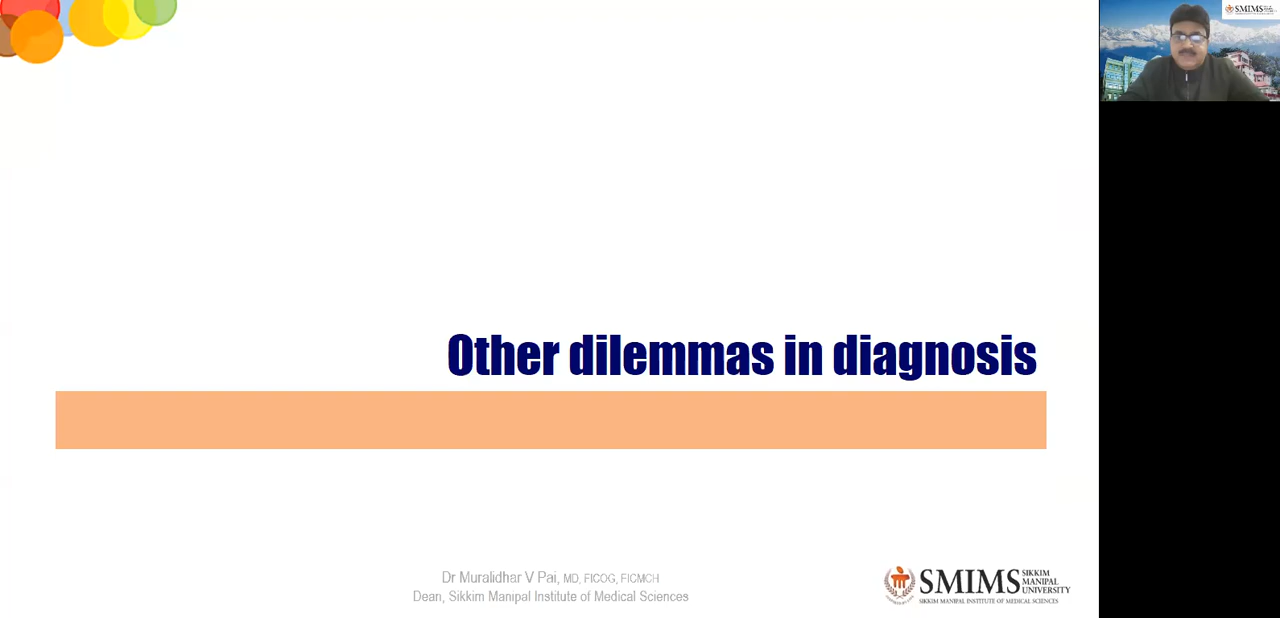 SMIMS
Other dilemmas in diagnosis
Dr Muralidhar V Pai, MD, FICOG, FICMCH
Dean, Sikkim Manipal Institute of Medical Sciences
SMIMS SIKKIM
MANIPAL
UNIVERSITY
SIKKIM MANIPAL INSTITUTE OF MEDICAL SCIENCES